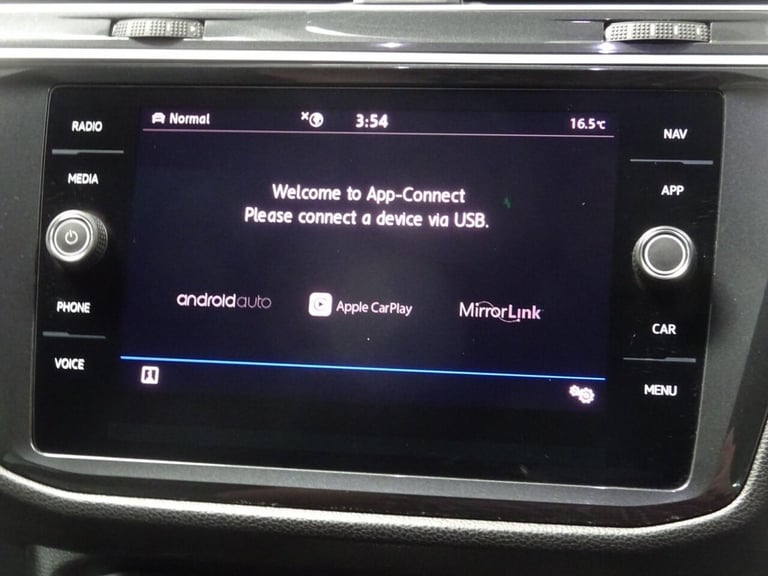 RADIO
MEDIA
PHONE
VOICE
Normal
3:54
16.5°C
Welcome to App-Connect
Please connect a device via USB.
androidauto
Apple CarPlay
MirrorLink
NAV
APP
CAR
MENU